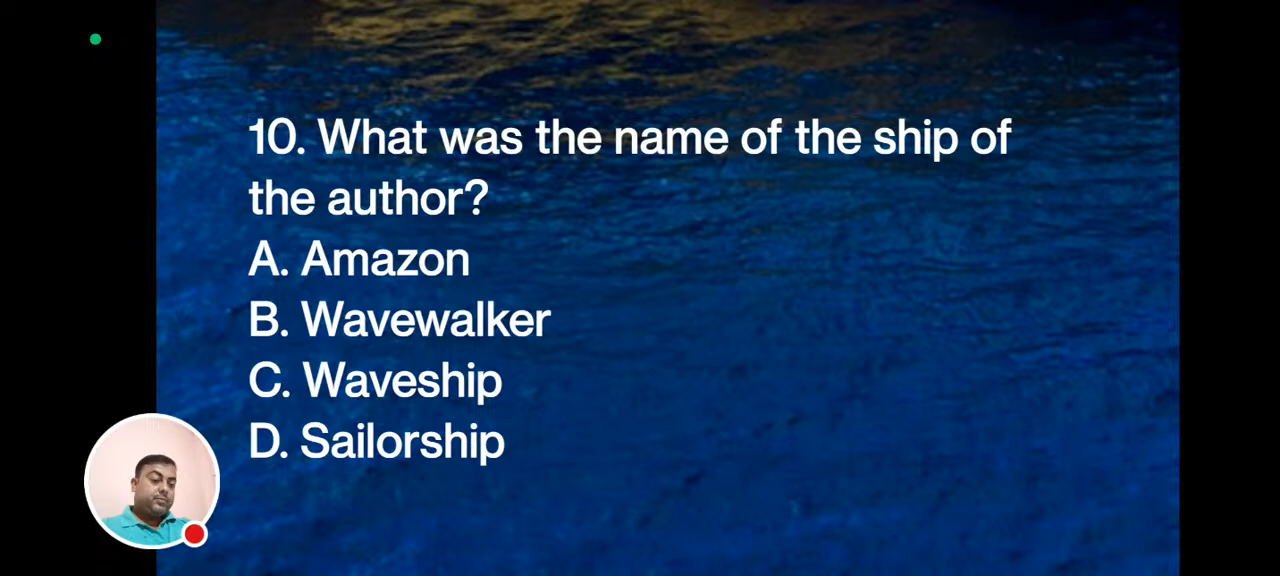 10. What was the name of the ship of
the author?
A. Amazon
B. Wavewalker
C. Waveship
D. Sailorship